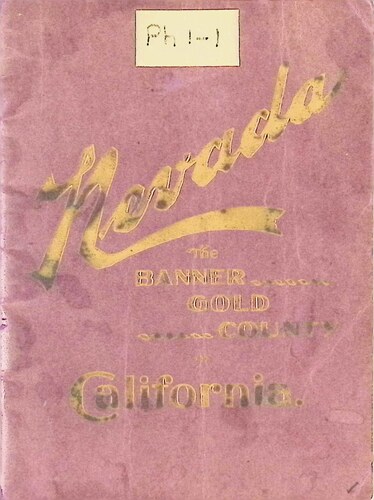 Ph 1-1
Nevada
The
BANNER
GOLD
COUNTY
California.